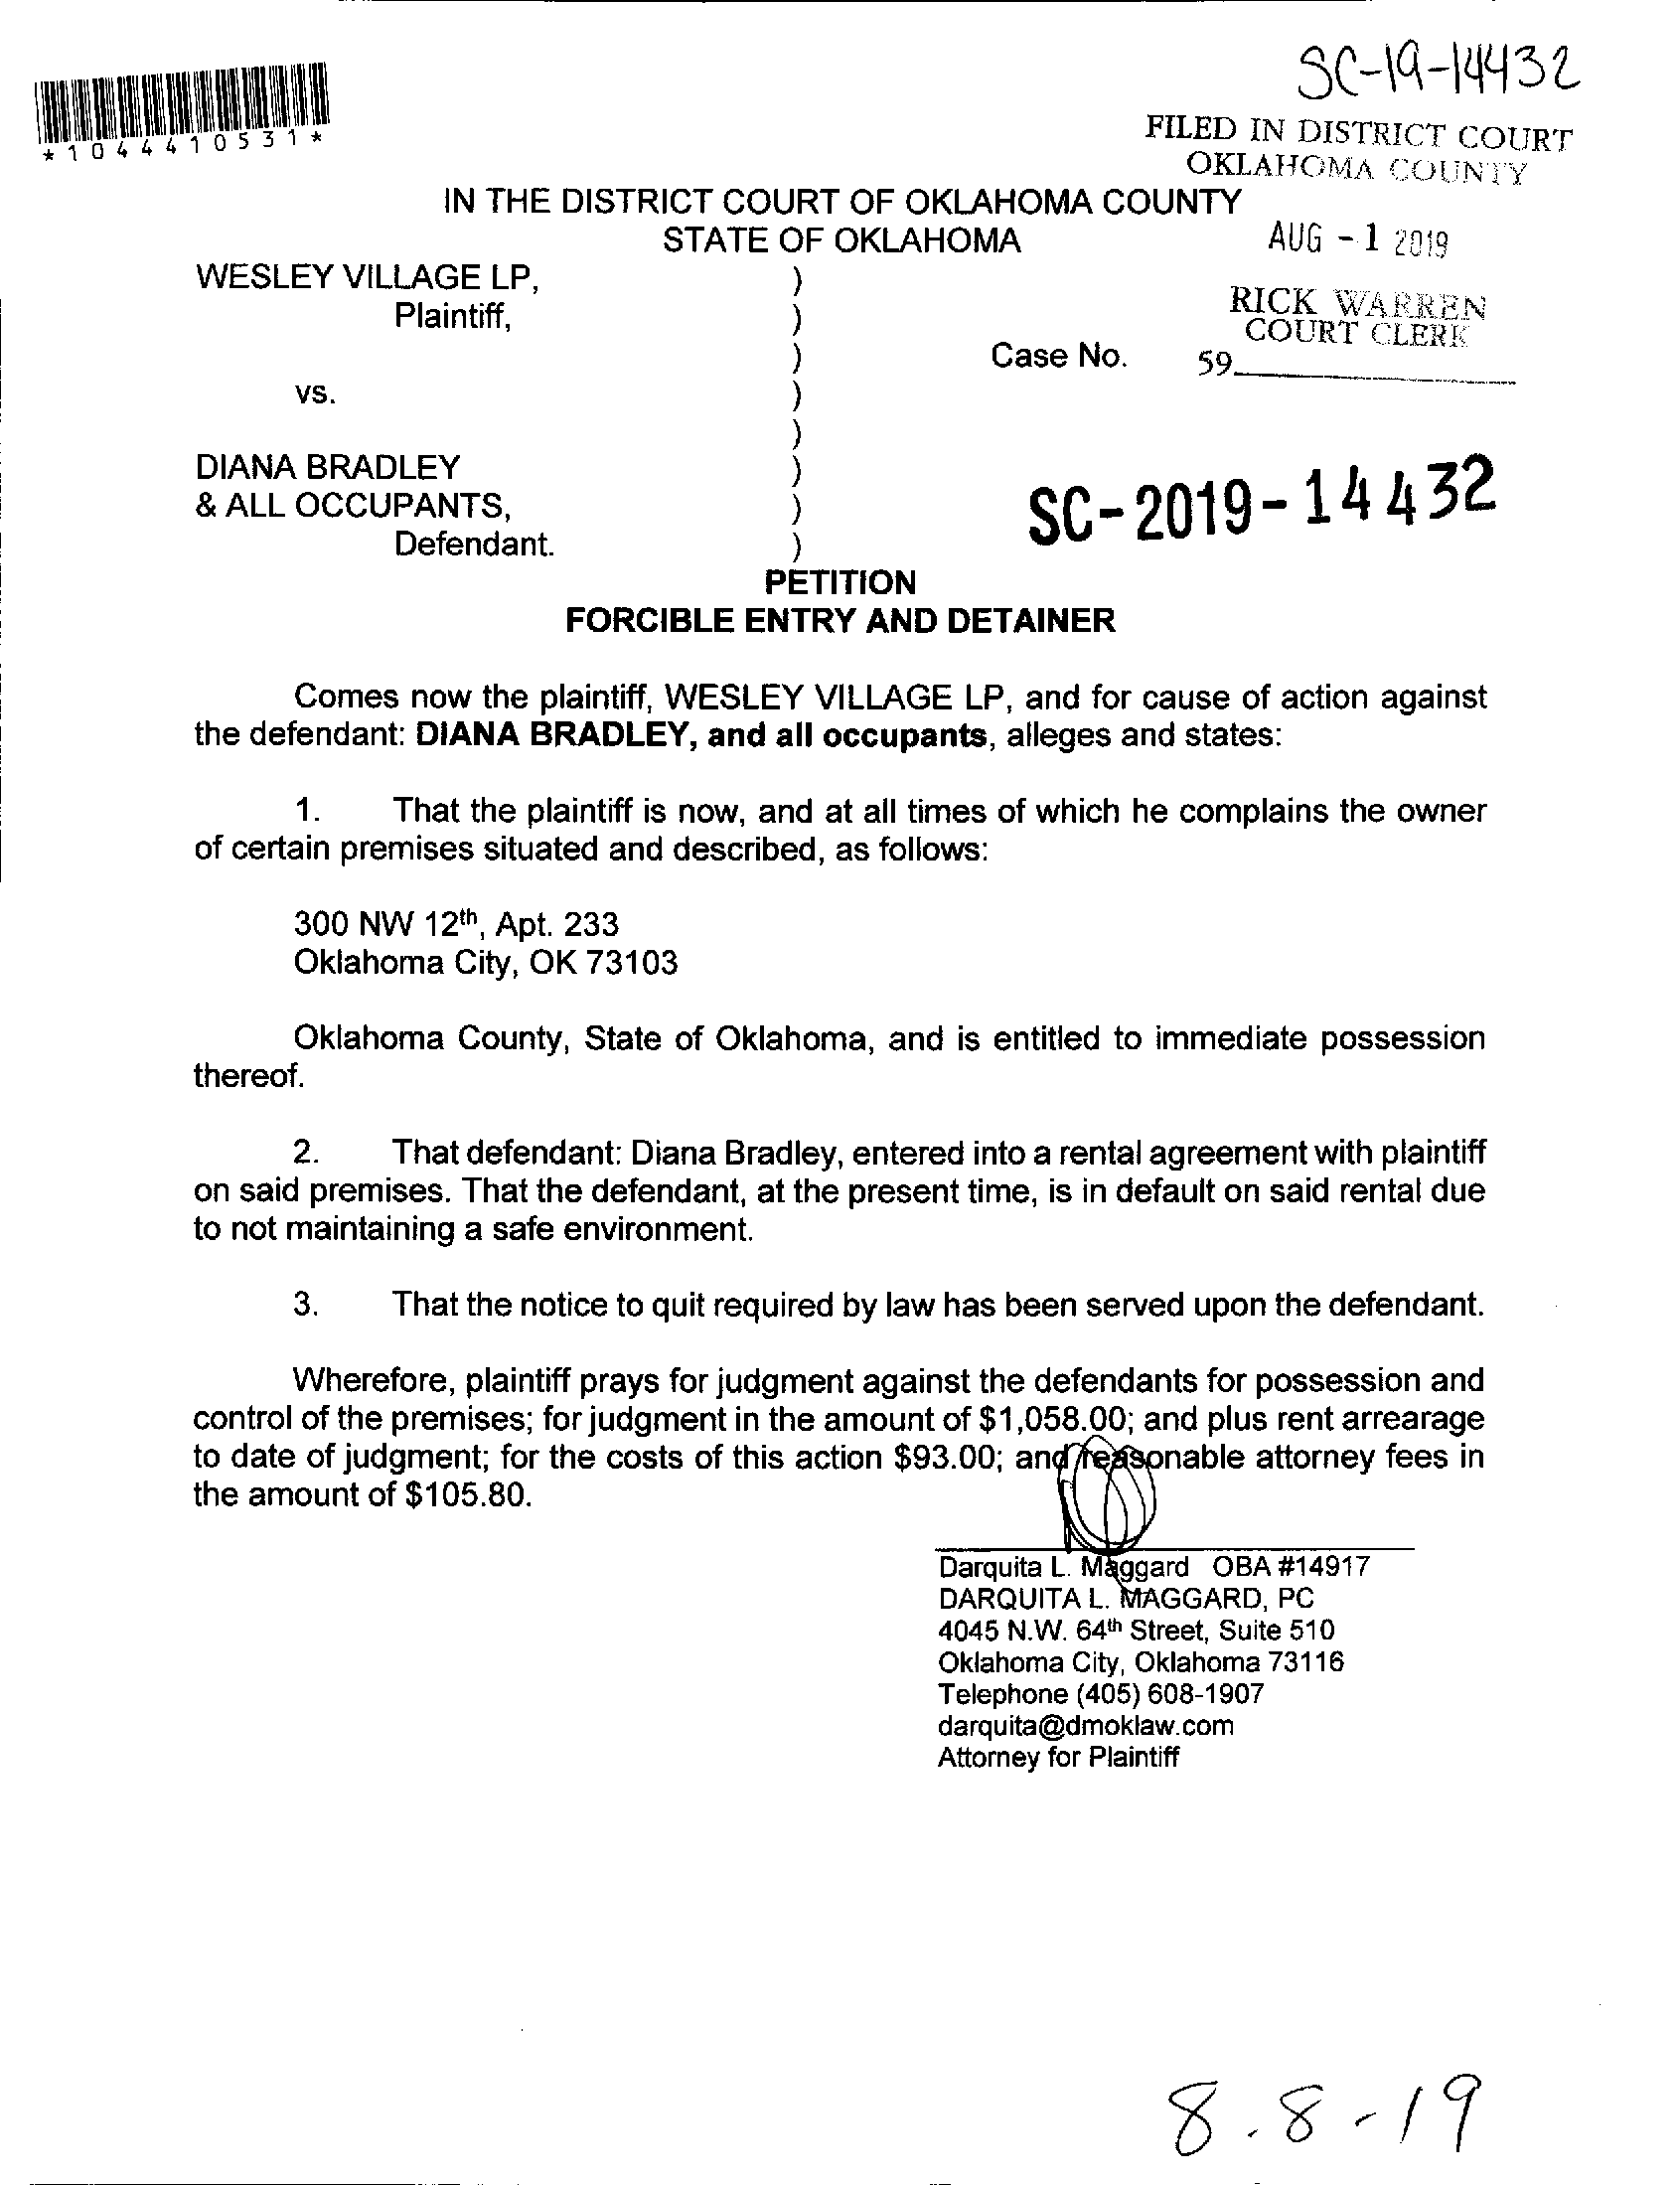 SC-19-14432
*1044410531*
FILED IN DISTRICT COURT
OKLAHOMA COUNTY
IN THE DISTRICT COURT OF OKLAHOMA COUNTY
STATE OF OKLAHOMA
AUG - 1 2019
WESLEY VILLAGE LP, )
Plaintiff, )
RICK WARREN
COURT CLERK
) Case No. 59
vs. )
)
DIANA BRADLEY )
& ALL OCCUPANTS, )
SC-2019-14432
Defendant. )
PETITION
FORCIBLE ENTRY AND DETAINER
Comes now the plaintiff, WESLEY VILLAGE LP, and for cause of action against
the defendant: DIANA BRADLEY, and all occupants, alleges and states:
1. That the plaintiff is now, and at all times of which he complains the owner
of certain premises situated and described, as follows:
300 NW 12th, Apt. 233
Oklahoma City, OK 73103
Oklahoma County, State of Oklahoma, and is entitled to immediate possession
thereof.
2. That defendant: Diana Bradley, entered into a rental agreement with plaintiff
on said premises. That the defendant, at the present time, is in default on said rental due
to not maintaining a safe environment.
3. That the notice to quit required by law has been served upon the defendant.
Wherefore, plaintiff prays for judgment against the defendants for possession and
control of the premises; for judgment in the amount of $1,058.00; and plus rent arrearage
to date of judgment; for the costs of this action $93.00; and reasonable attorney fees in
the amount of $105.80.
Darquita L. Maggard OBA #14917
DARQUITA L. MAGGARD, PC
4045 N.W. 64th Street, Suite 510
Oklahoma City, Oklahoma 73116
Telephone (405) 608-1907
darquita@dmoklaw.com
Attorney for Plaintiff
8.8-19